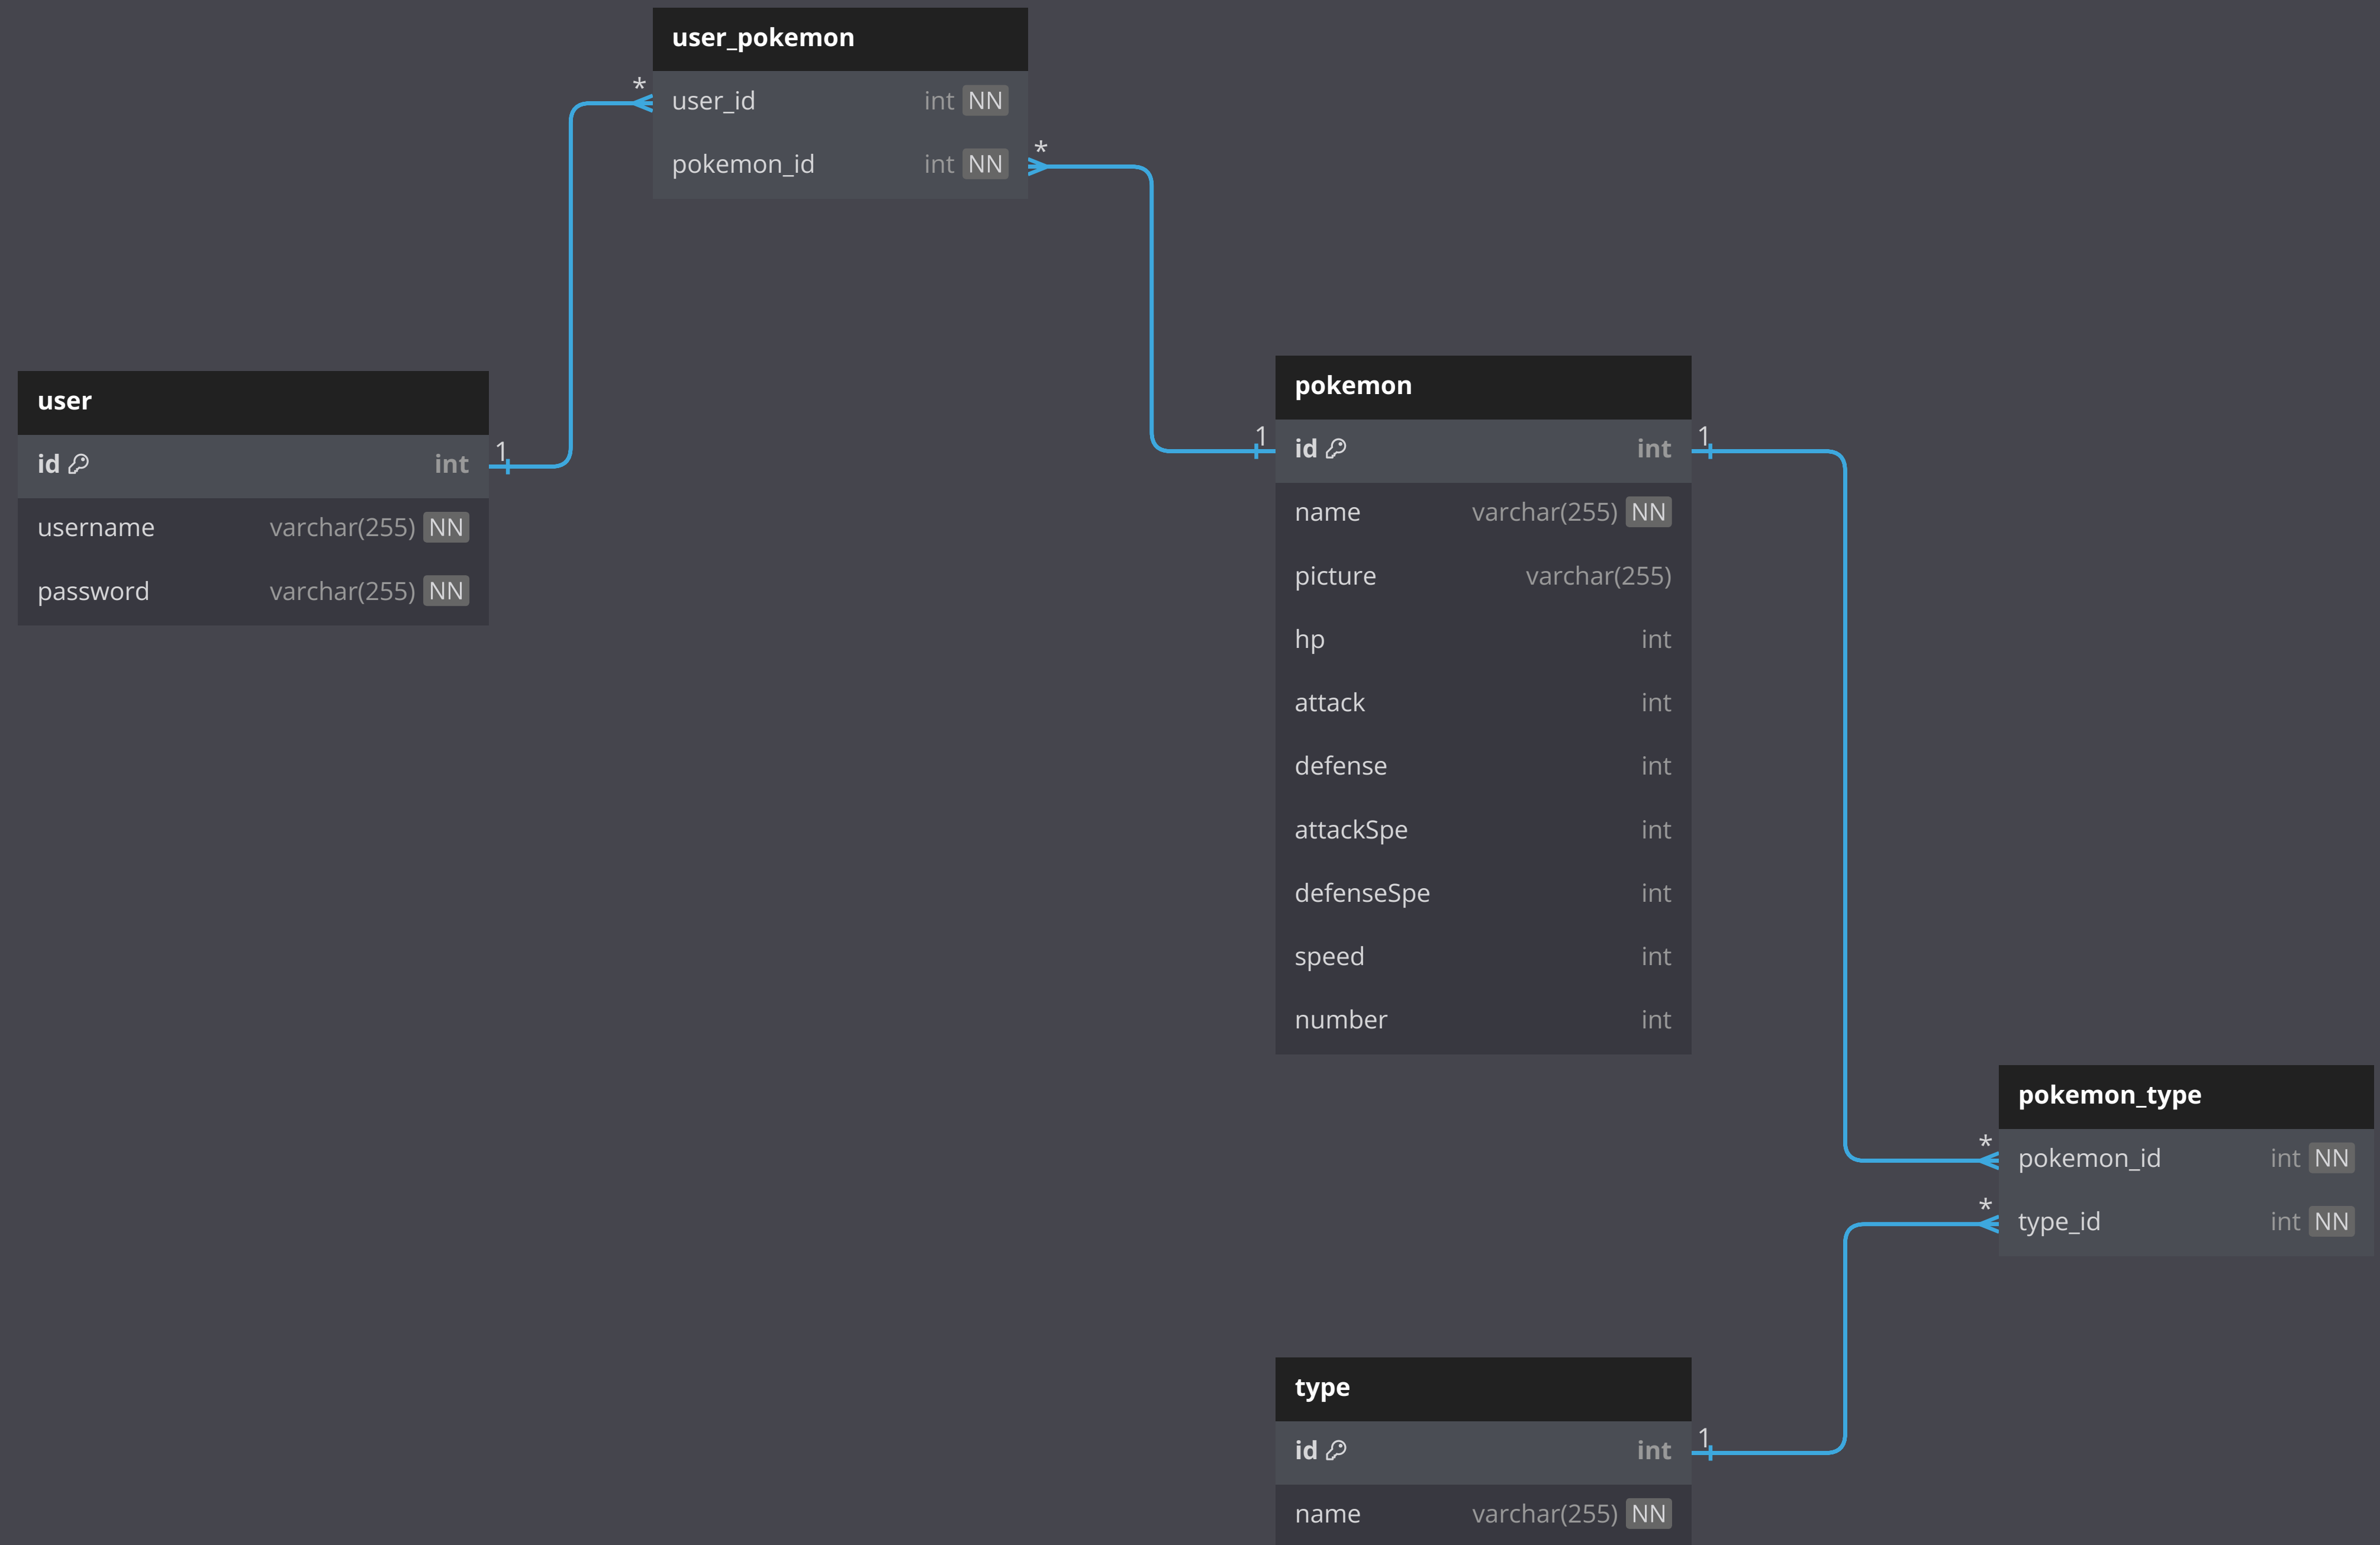 user_pokemon
*
user_id int NN
*
pokemon_id int NN
user
1
id int
username varchar(255) NN
password varchar(255) NN
pokemon
1 1
id int
name varchar(255) NN
picture varchar(255)
hp int
attack int
defense int
attackSpe int
defenseSpe int
speed int
number int
pokemon_type
*
pokemon_id int NN
*
type_id int NN
type
1
id int
name varchar(255) NN